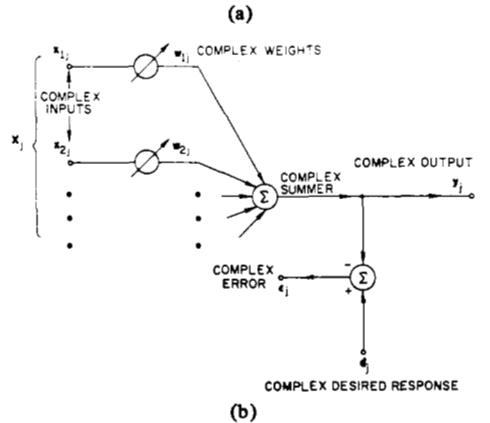 (a)
x1j
w1j COMPLEX WEIGHTS
COMPLEX
INPUTS
Xj
x2j
w2j
COMPLEX
SUMMER
COMPLEX OUTPUT
yj
Σ
COMPLEX
ERROR
εj
−
+
Σ
dj
COMPLEX DESIRED RESPONSE
(b)